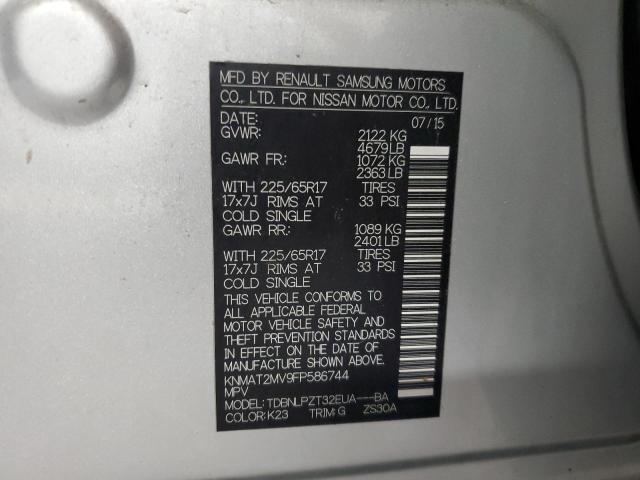 MFD BY RENAULT SAMSUNG MOTORS
CO., LTD. FOR NISSAN MOTOR CO., LTD.
DATE: 07/15
GVWR: 2122 KG
4679 LB
GAWR FR: 1072 KG
2363 LB
WITH 225/65R17 TIRES
17x7J RIMS AT 33 PSI
COLD SINGLE
GAWR RR: 1089 KG
2401 LB
WITH 225/65R17 TIRES
17x7J RIMS AT 33 PSI
COLD SINGLE
THIS VEHICLE CONFORMS TO
ALL APPLICABLE FEDERAL
MOTOR VEHICLE SAFETY AND
THEFT PREVENTION STANDARDS
IN EFFECT ON THE DATE OF
MANUFACTURE SHOWN ABOVE.
KNMAT2MV9FP586744
MPV
MODEL: TDBNLPZT32EUA---BA
COLOR: K23 TRIM: G ZS30A